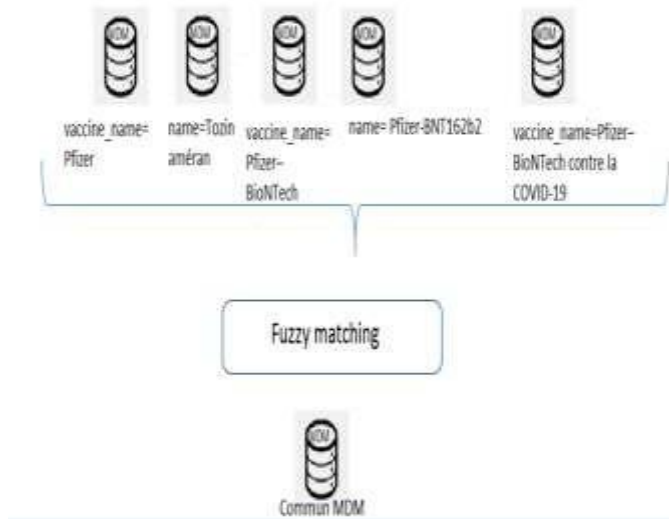 MDM
MDM
MDM
MDM
MDM
vaccine_name=
Pfizer
name=Tozin
améran
vaccine_name=
Pfizer–
BioNTech
name= Pfizer-BNT162b2
vaccine_name=Pfizer–
BioNTech contre la
COVID-19
Fuzzy matching
MDM
Commun MDM